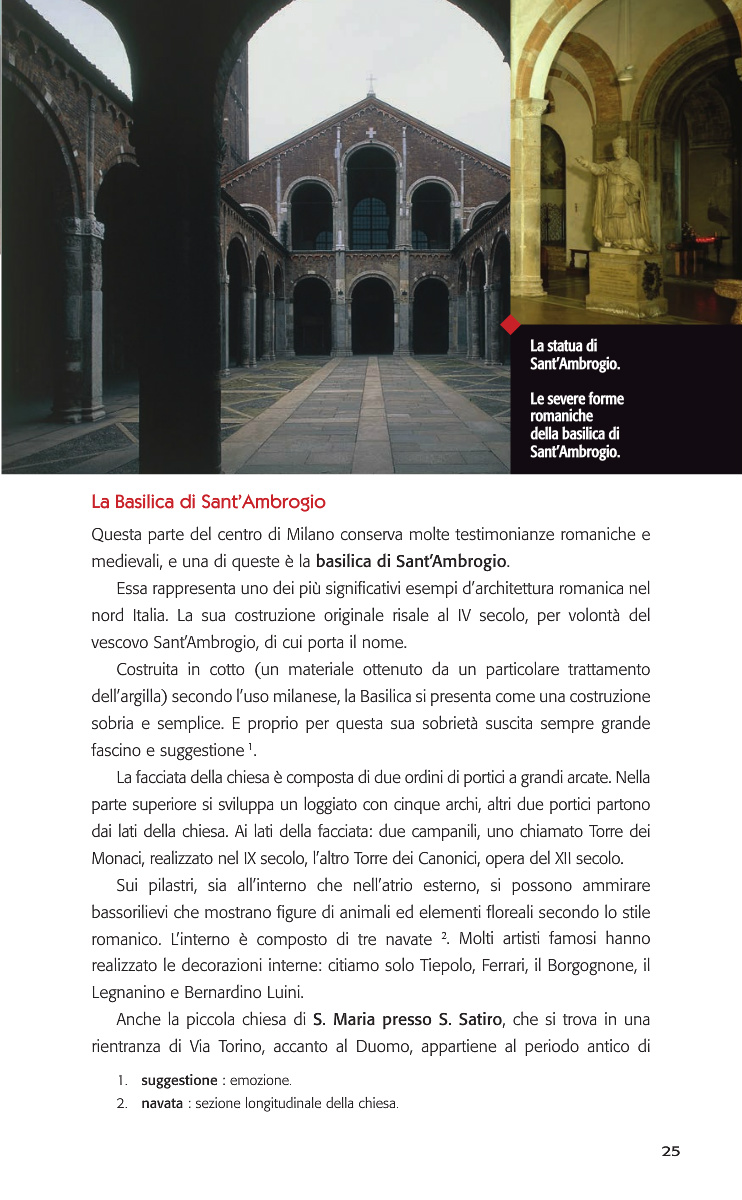 La statua di
Sant'Ambrogio.
Le severe forme
romaniche
della basilica di
Sant'Ambrogio.
La Basilica di Sant'Ambrogio
Questa parte del centro di Milano conserva molte testimonianze romaniche e
medievali, e una di queste è la basilica di Sant'Ambrogio.
Essa rappresenta uno dei più significativi esempi d'architettura romanica nel
nord Italia. La sua costruzione originale risale al IV secolo, per volontà del
vescovo Sant'Ambrogio, di cui porta il nome.
Costruita in cotto (un materiale ottenuto da un particolare trattamento
dell'argilla) secondo l'uso milanese, la Basilica si presenta come una costruzione
sobria e semplice. E proprio per questa sua sobrietà suscita sempre grande
fascino e suggestione ¹.
La facciata della chiesa è composta di due ordini di portici a grandi arcate. Nella
parte superiore si sviluppa un loggiato con cinque archi, altri due portici partono
dai lati della chiesa. Ai lati della facciata: due campanili, uno chiamato Torre dei
Monaci, realizzato nel IX secolo, l'altro Torre dei Canonici, opera del XII secolo.
Sui pilastri, sia all'interno che nell'atrio esterno, si possono ammirare
bassorilievi che mostrano figure di animali ed elementi floreali secondo lo stile
romanico. L'interno è composto di tre navate ². Molti artisti famosi hanno
realizzato le decorazioni interne: citiamo solo Tiepolo, Ferrari, il Borgognone, il
Legnanino e Bernardino Luini.
Anche la piccola chiesa di S. Maria presso S. Satiro, che si trova in una
rientranza di Via Torino, accanto al Duomo, appartiene al periodo antico di
1. suggestione : emozione.
2. navata : sezione longitudinale della chiesa.
25